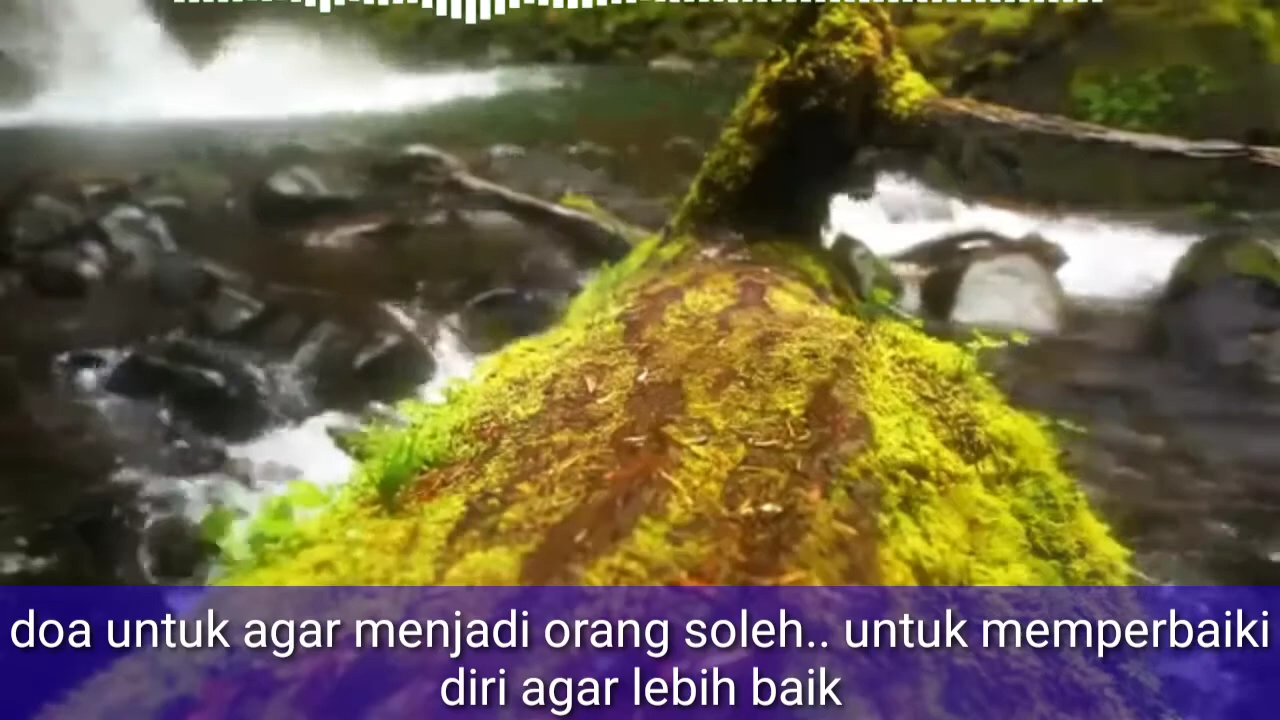 doa untuk agar menjadi orang soleh.. untuk memperbaiki
diri agar lebih baik